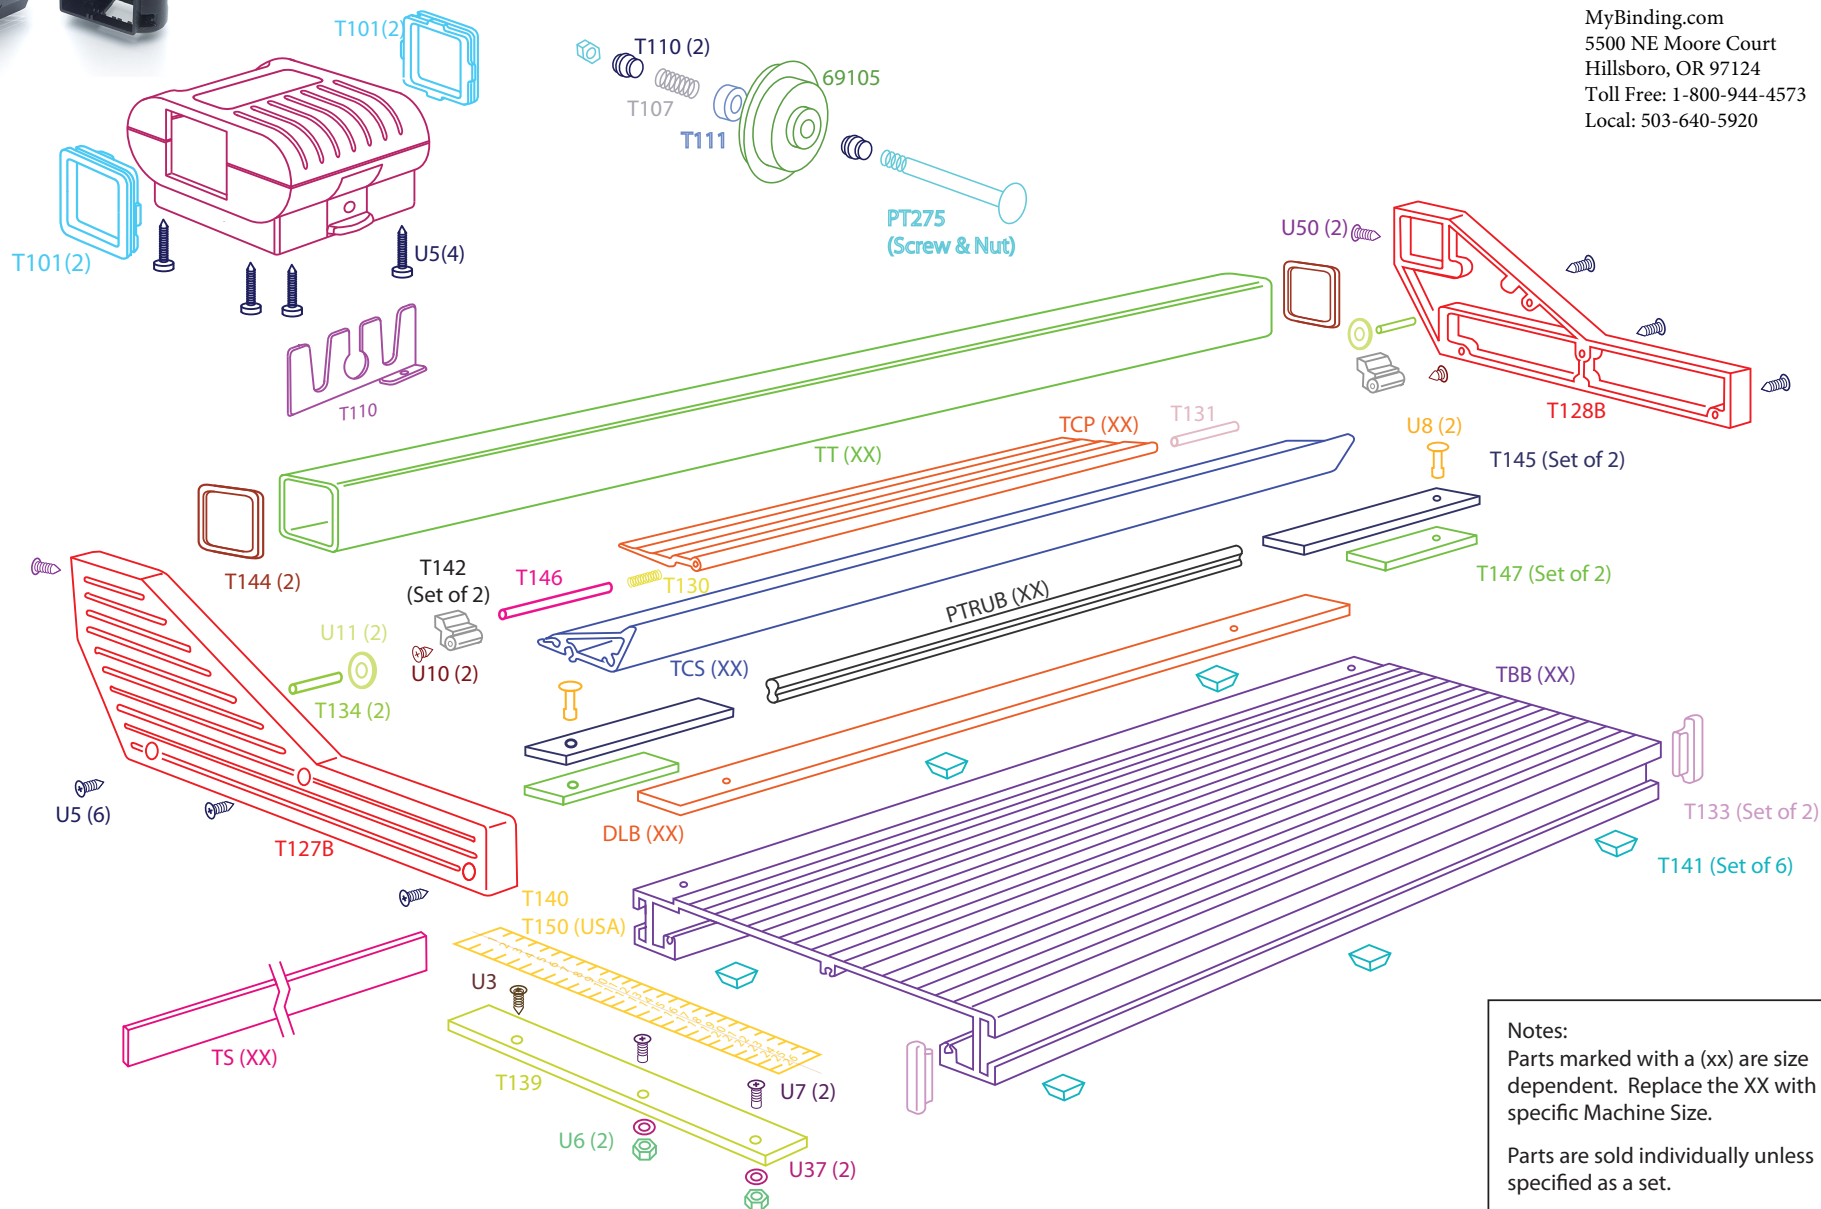 MyBinding.com
5500 NE Moore Court
Hillsboro, OR 97124
Toll Free: 1-800-944-4573
Local: 503-640-5920
T101(2)
T110 (2)
69105
T107
T111
PT275
(Screw & Nut)
T101(2)
U5(4)
U50 (2)
T110
T128B
TT (XX)
TCP (XX)
T131
U8 (2)
T145 (Set of 2)
T144 (2)
T142
(Set of 2)
T146
T130
T147 (Set of 2)
PTRUB (XX)
U11 (2)
U10 (2)
TCS (XX)
T134 (2)
TBB (XX)
U5 (6)
T127B
DLB (XX)
T133 (Set of 2)
T141 (Set of 6)
T140
T150 (USA)
U3
TS (XX)
T139
U7 (2)
U6 (2)
U37 (2)
Notes:
Parts marked with a (xx) are size
dependent. Replace the XX with
specific Machine Size.
Parts are sold individually unless
specified as a set.